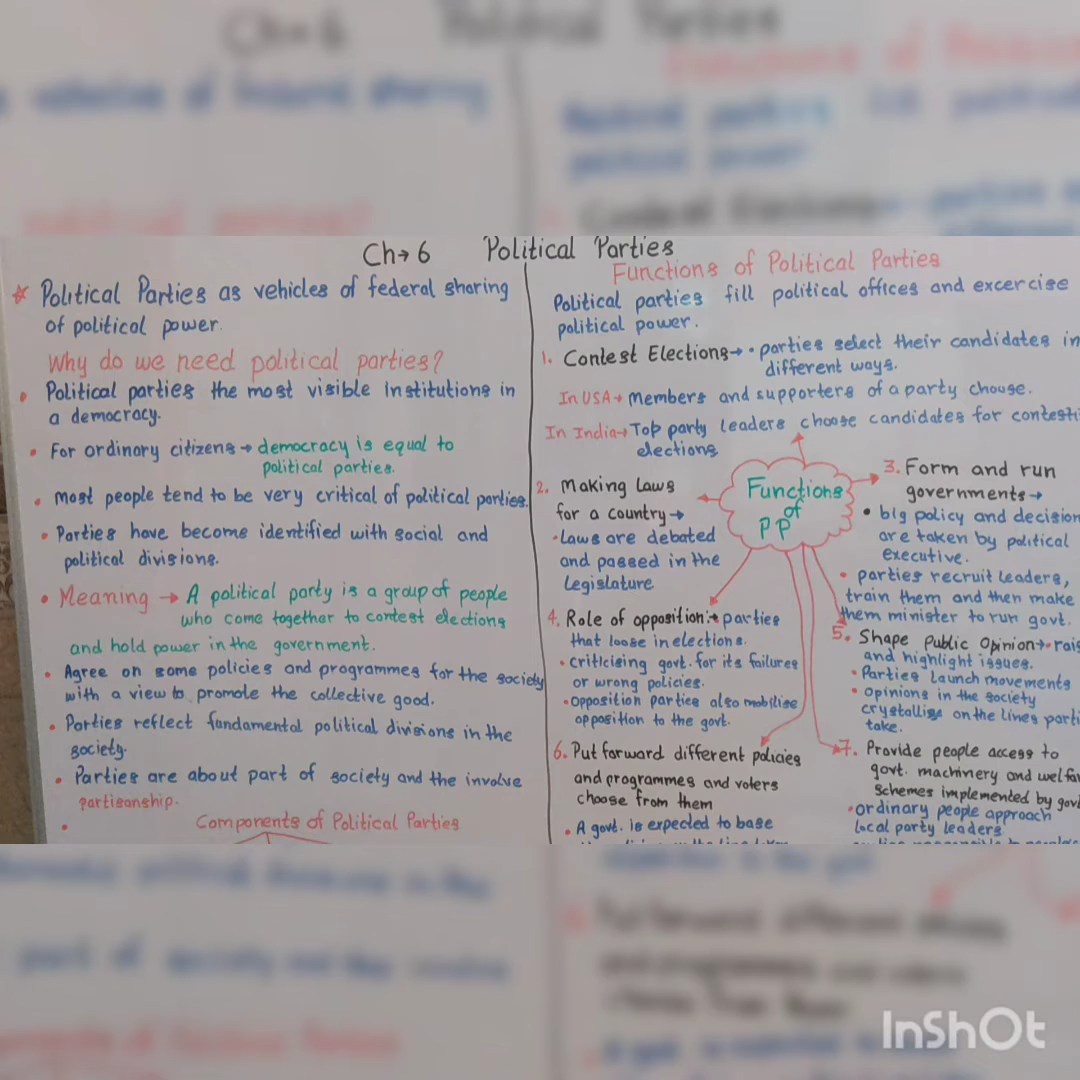 Ch→6 Political Parties
* Political Parties as vehicles of federal sharing
of political power.
Why do we need political parties?
• Political parties the most visible institutions in
a democracy.
• For ordinary citizens → democracy is equal to
political parties.
• Most people tend to be very critical of political parties.
• Parties have become identified with social and
political divisions.
• Meaning → A political party is a group of people
who come together to contest elections
and hold power in the government.
• Agree on some policies and programmes for the society
with a view to promote the collective good.
• Parties reflect fundamental political divisions in the
society.
• Parties are about part of society and the involve
partisanship.
•
Components of Political Parties
Functions of Political Parties
Political parties fill political offices and excercise
political power.
1. Contest Elections → • parties select their candidates in
different ways.
In USA → Members and supporters of a party choose.
In India → Top party leaders choose candidates for
elections
Functions
of
PP
2. Making laws
for a country →
• Laws are debated
and passed in the
legislature
3. Form and run
governments →
• big policy and decision
are taken by political
executive.
• parties recruit leaders,
train them and then make
them minister to run govt.
4. Role of opposition :→ parties
that loose in elections.
• criticising govt. for its failures
or wrong policies.
• opposition parties also mobilise
opposition to the govt.
5. Shape Public Opinion →
and highlight issues.
• Parties launch movements
• opinions in the society
crystallise on the lines
take.
6. Put forward different policies
and programmes and voters
choose from them
• A govt. is expected to base
7. Provide people access to
govt. machinery and
schemes implemented by
• ordinary people approach
local party leaders
InShOt